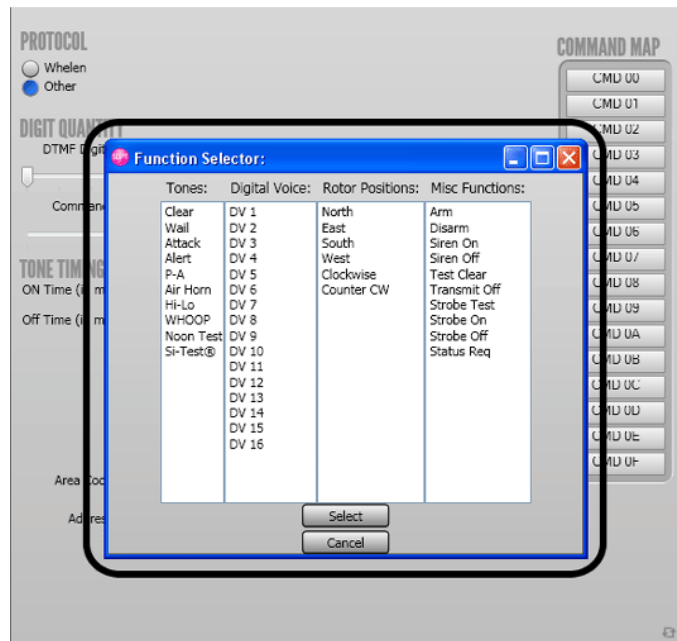 PROTOCOL
Whelen
Other
DIGIT QUANTITY
DTMF Digit
Comman
TONE TIMING
ON Time (i m
Off Time (i m
Area Cod
Addres
COMMAND MAP
CMD 00
CMD 01
CMD 02
CMD 03
CMD 04
CMD 05
CMD 06
CMD 07
CMD 08
CMD 09
CMD 0A
CMD 0B
CMD 0C
CMD 0D
CMD 0E
CMD 0F
Function Selector:
Tones:
Clear
Wail
Attack
Alert
P-A
Air Horn
Hi-Lo
WHOOP
Noon Test
Si-Test®
Digital Voice:
DV 1
DV 2
DV 3
DV 4
DV 5
DV 6
DV 7
DV 8
DV 9
DV 10
DV 11
DV 12
DV 13
DV 14
DV 15
DV 16
Rotor Positions:
North
East
South
West
Clockwise
Counter CW
Misc Functions:
Arm
Disarm
Siren On
Siren Off
Test Clear
Transmit Off
Strobe Test
Strobe On
Strobe Off
Status Req
Select
Cancel